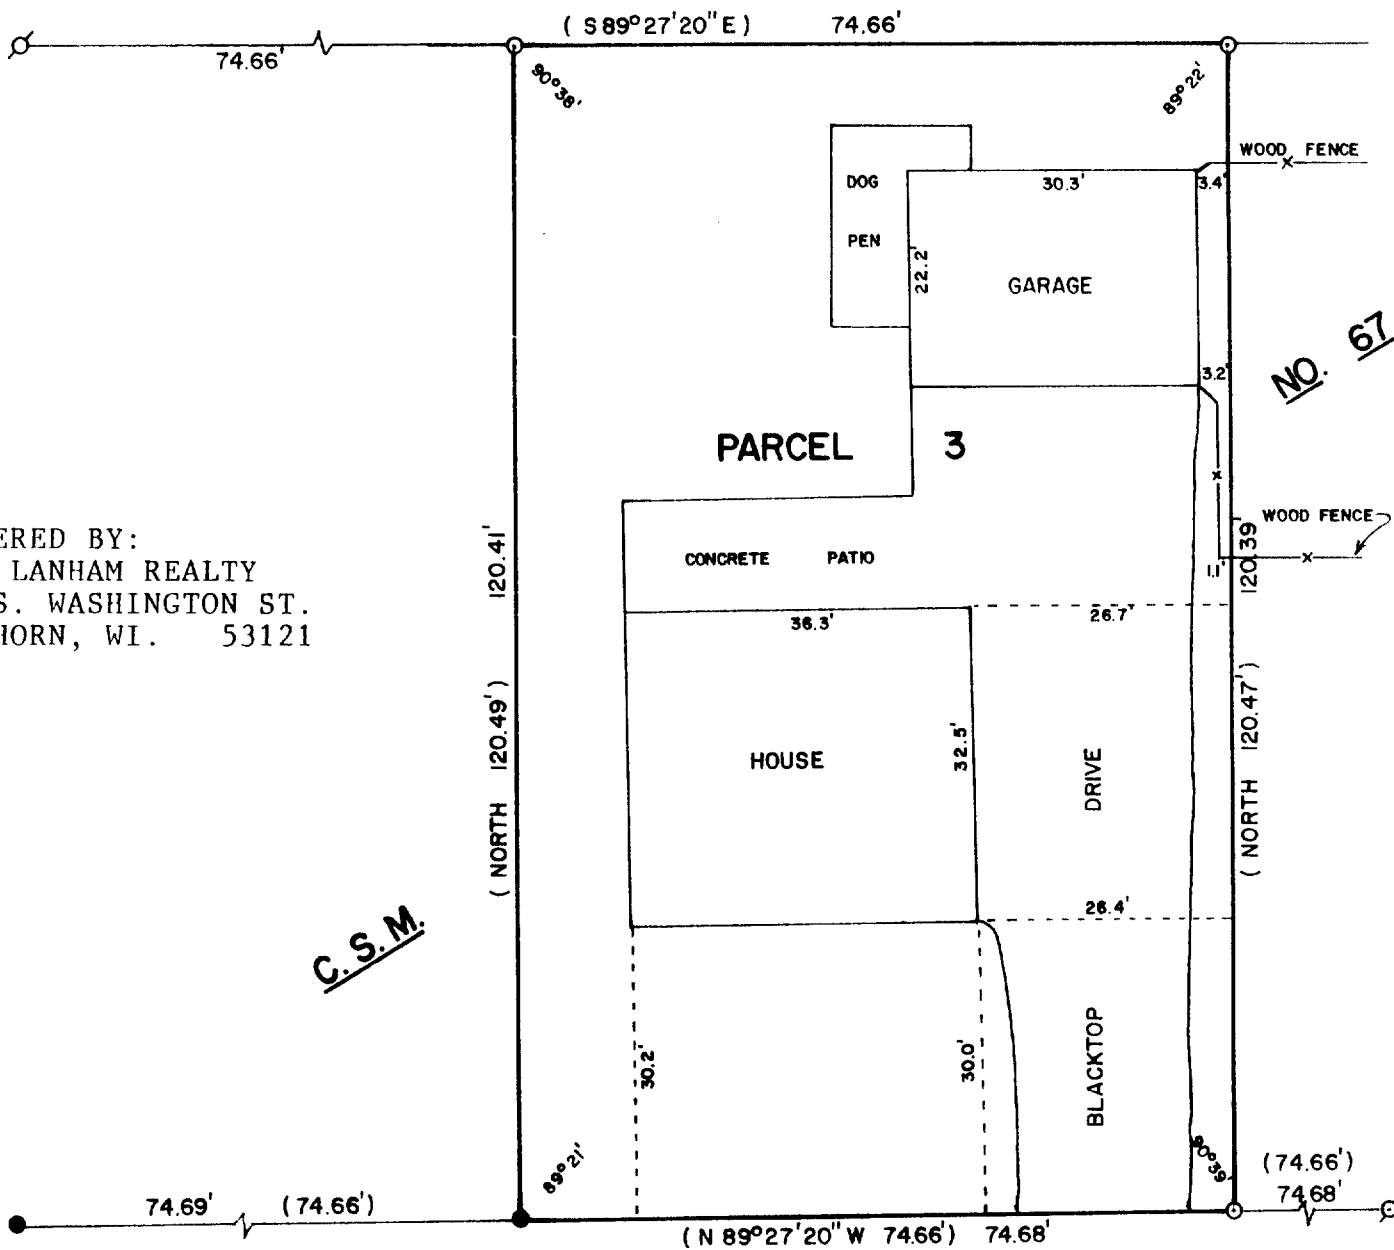 ( S 89°27'20" E ) 74.66'
74.66'
90°38'
89°22'
WOOD FENCE
DOG
PEN
30.3'
3.4'
22.2'
GARAGE
NO. 67
3.2'
PARCEL 3
WOOD FENCE
ERED BY:
LANHAM REALTY
S. WASHINGTON ST.
HORN, WI. 53121
120.41'
CONCRETE PATIO
1.1'
120.39'
36.3'
26.7'
( NORTH 120.49' )
HOUSE
32.5'
DRIVE
( NORTH 120.47' )
26.4'
C. S. M.
30.2'
30.0'
BLACKTOP
89°21'
90°39'
(74.66')
74.68'
74.69' (74.66')
( N 89°27'20" W 74.66' ) 74.68'